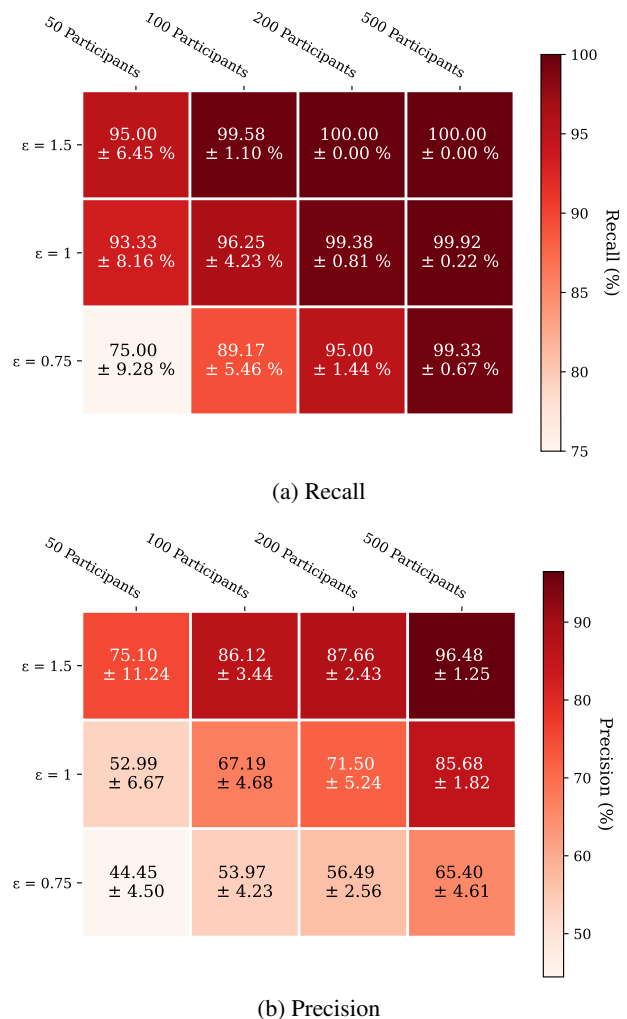 50 Participants
100 Participants
200 Participants
500 Participants
ε = 1.5
95.00
± 6.45 %
99.58
± 1.10 %
100.00
± 0.00 %
100.00
± 0.00 %
ε = 1
93.33
± 8.16 %
96.25
± 4.23 %
99.38
± 0.81 %
99.92
± 0.22 %
ε = 0.75
75.00
± 9.28 %
89.17
± 5.46 %
95.00
± 1.44 %
99.33
± 0.67 %
100
95
90
85
80
75
Recall (%)
(a) Recall
50 Participants
100 Participants
200 Participants
500 Participants
ε = 1.5
75.10
± 11.24
86.12
± 3.44
87.66
± 2.43
96.48
± 1.25
ε = 1
52.99
± 6.67
67.19
± 4.68
71.50
± 5.24
85.68
± 1.82
ε = 0.75
44.45
± 4.50
53.97
± 4.23
56.49
± 2.56
65.40
± 4.61
90
80
70
60
50
Precision (%)
(b) Precision